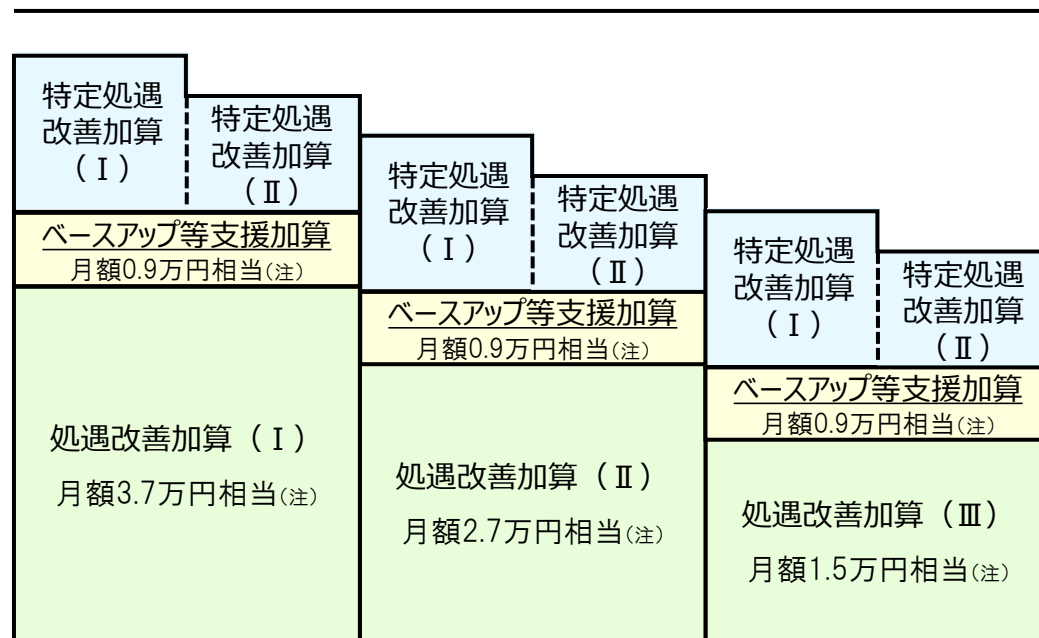 特定処遇
改善加算
（Ⅰ）
特定処遇
改善加算
（Ⅱ）
ベースアップ等支援加算
月額0.9万円相当(注)
処遇改善加算（Ⅰ）
月額3.7万円相当(注)
特定処遇
改善加算
（Ⅰ）
特定処遇
改善加算
（Ⅱ）
ベースアップ等支援加算
月額0.9万円相当(注)
処遇改善加算（Ⅱ）
月額2.7万円相当(注)
特定処遇
改善加算
（Ⅰ）
特定処遇
改善加算
（Ⅱ）
ベースアップ等支援加算
月額0.9万円相当(注)
処遇改善加算（Ⅲ）
月額1.5万円相当(注)